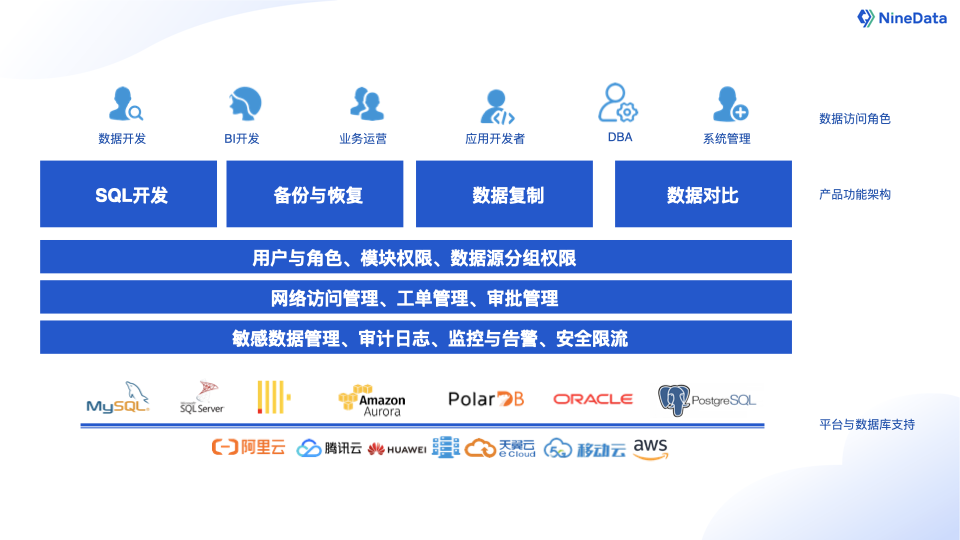 NineData
数据开发
BI开发
业务运营
应用开发者
DBA
系统管理
数据访问角色
SQL开发
备份与恢复
数据复制
数据对比
产品功能架构
用户与角色、模块权限、数据源分组权限
网络访问管理、工单管理、审批管理
敏感数据管理、审计日志、监控与告警、安全限流
MySQL
Microsoft
SQL Server
Amazon
Aurora
PolarDB
ORACLE
PostgreSQL
平台与数据库支持
阿里云
腾讯云
HUAWEI
天翼云
e Cloud
5G
移动云
aws